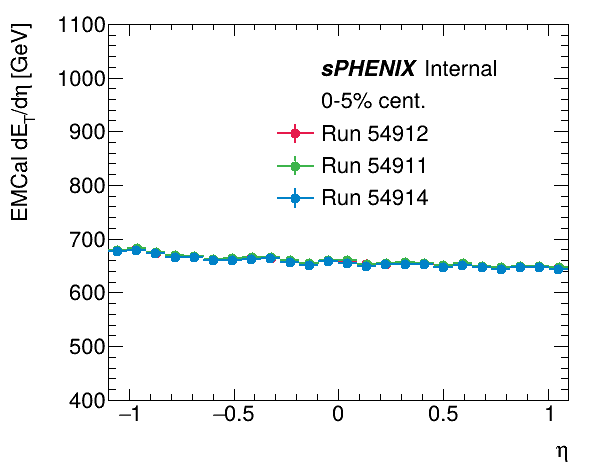 EMCal dE_T/dη [GeV]
1100
1000
900
800
700
600
500
400
sPHENIX Internal
0-5% cent.
Run 54912
Run 54911
Run 54914
−1 −0.5 0 0.5 1
η